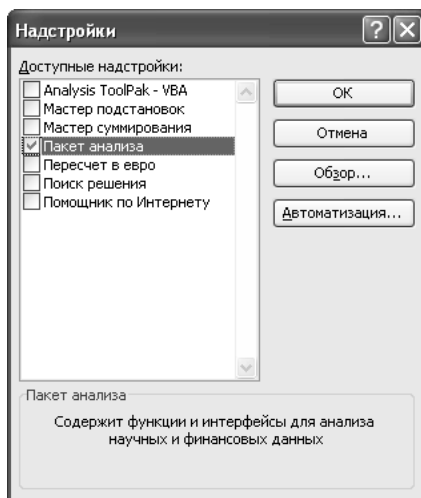 Надстройки
Доступные надстройки:
Analysis ToolPak - VBA
Мастер подстановок
Мастер суммирования
Пакет анализа
Пересчет в евро
Поиск решения
Помощник по Интернету
ОК
Отмена
Обзор...
Автоматизация...
Пакет анализа
Содержит функции и интерфейсы для анализа
научных и финансовых данных